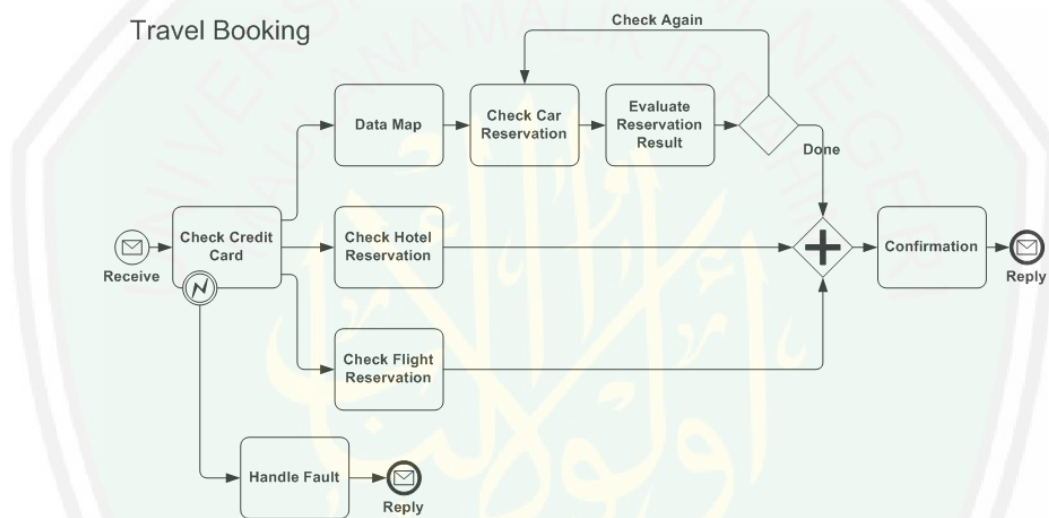 Travel Booking
Check Again
Data Map
Check Car
Reservation
Evaluate
Reservation
Result
Done
Check Credit
Card
Receive
Check Hotel
Reservation
Confirmation
Reply
Check Flight
Reservation
Handle Fault
Reply